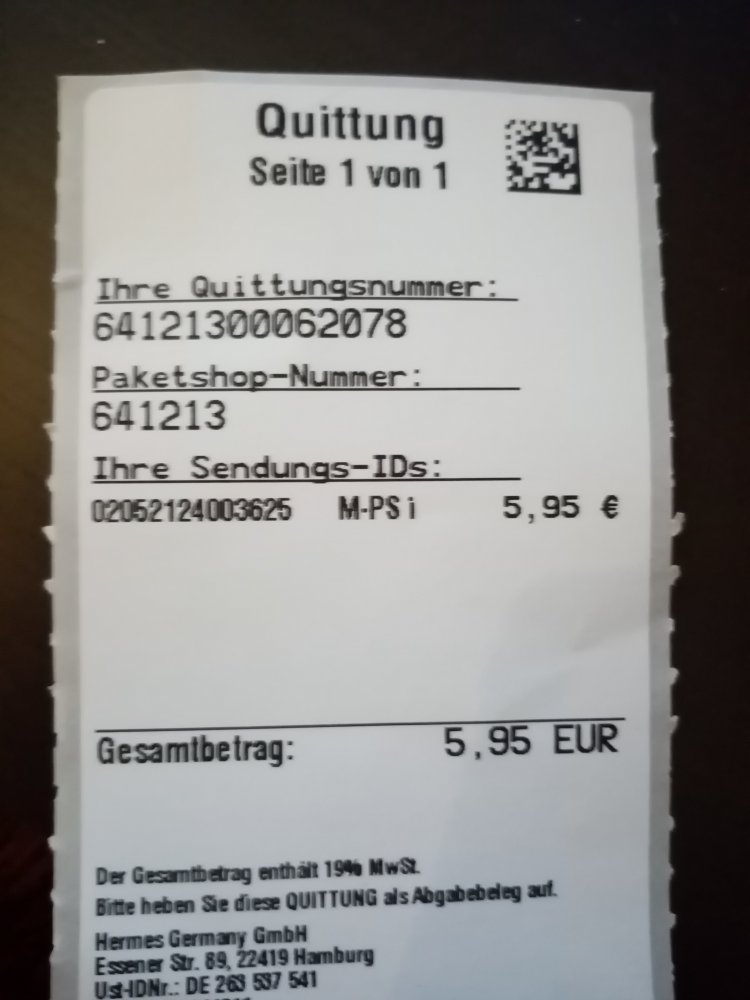 Quittung
Seite 1 von 1
Ihre Quittungsnummer:
64121300062078
Paketshop-Nummer:
641213
Ihre Sendungs-IDs:
02052124003625 M-PS i 5,95 €
Gesamtbetrag: 5,95 EUR
Der Gesamtbetrag enthält 19% MwSt.
Bitte heben Sie diese QUITTUNG als Abgabebeleg auf.
Hermes Germany GmbH
Essener Str. 89, 22419 Hamburg
Ust-IDNr.: DE 263 537 541